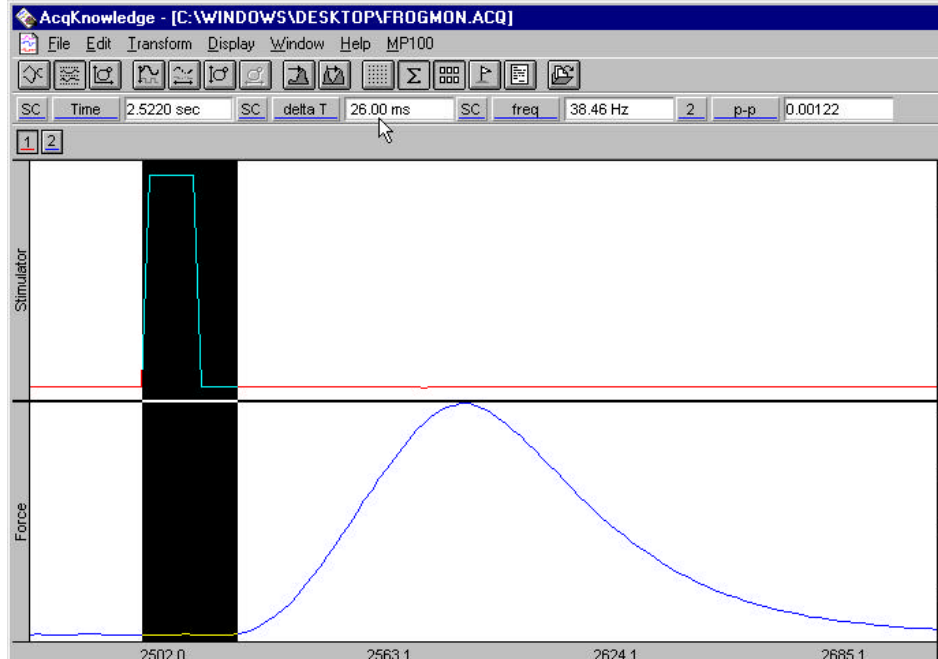 AcqKnowledge - [C:\WINDOWS\DESKTOP\FROGMON.ACQ]
File Edit Transform Display Window Help MP100
SC Time 2.5220 sec SC delta T 26.00 ms SC freq 38.46 Hz 2 p-p 0.00122
1 2
Stimulator
Force
2502.0 2563.1 2624.1 2685.1